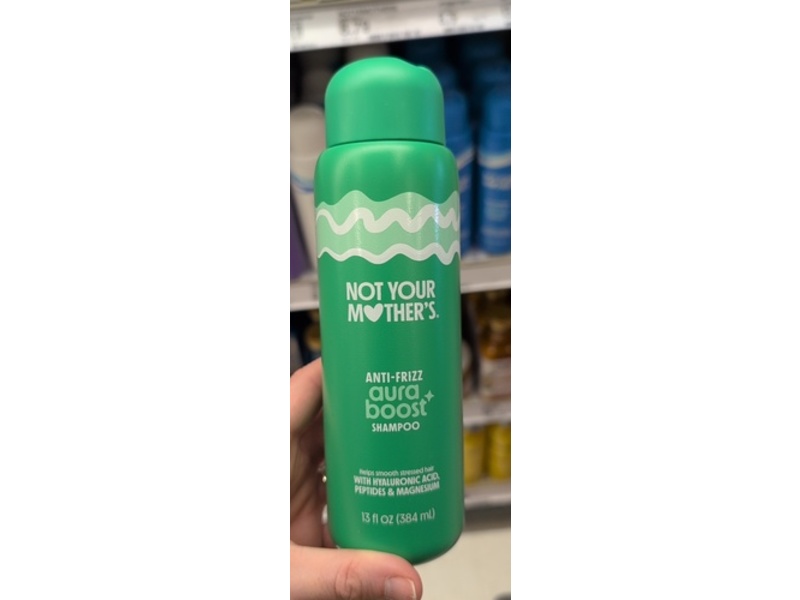 NOT YOUR
MOTHER'S.
ANTI-FRIZZ
aura
boost
SHAMPOO
Helps smooth stressed hair
WITH HYALURONIC ACID,
PEPTIDES & MAGNESIUM
13 fl oz (384 mL)